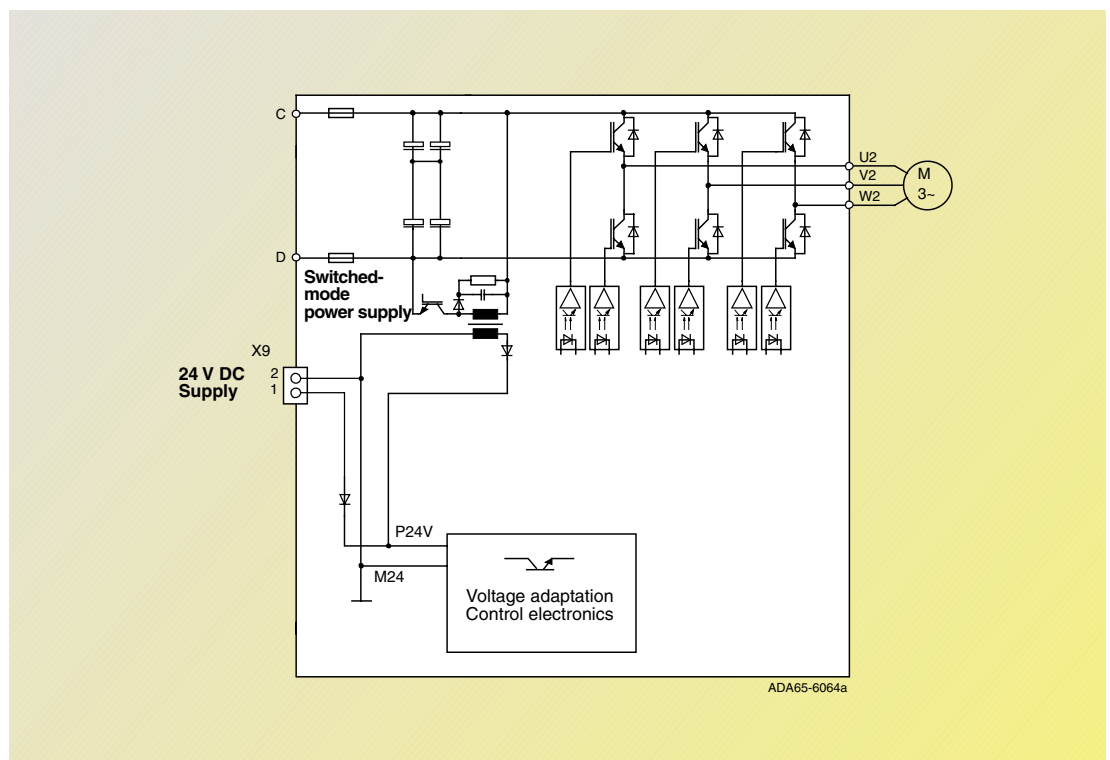 C
U2
V2
W2
M
3~
D
Switched-
mode
power supply
X9
24 V DC
Supply
2
1
P24V
M24
Voltage adaptation
Control electronics
ADA65-6064a